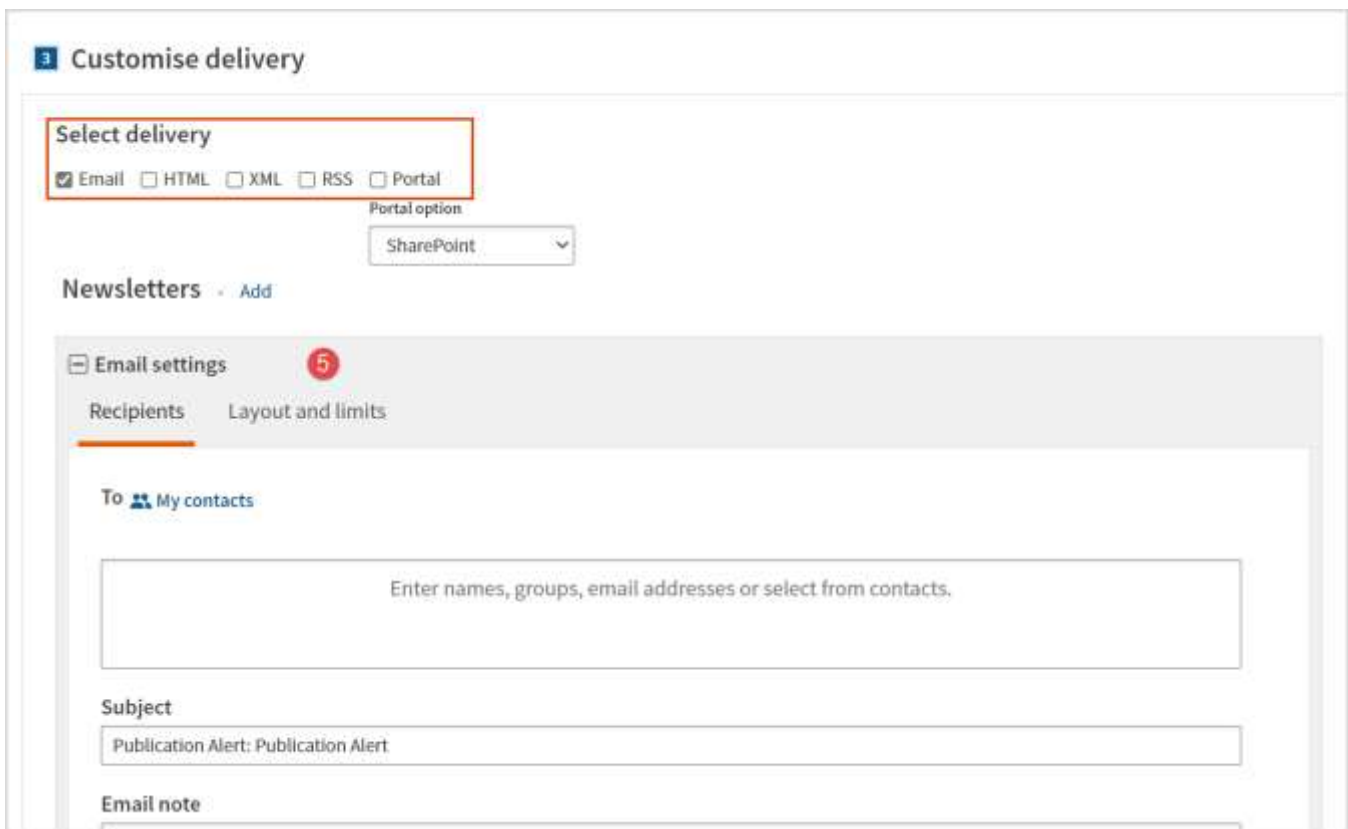 3 Customise delivery
Select delivery
Email HTML XML RSS Portal
Portal option
SharePoint
Newsletters - Add
Email settings 5
Recipients Layout and limits
To My contacts
Enter names, groups, email addresses or select from contacts.
Subject
Publication Alert: Publication Alert
Email note